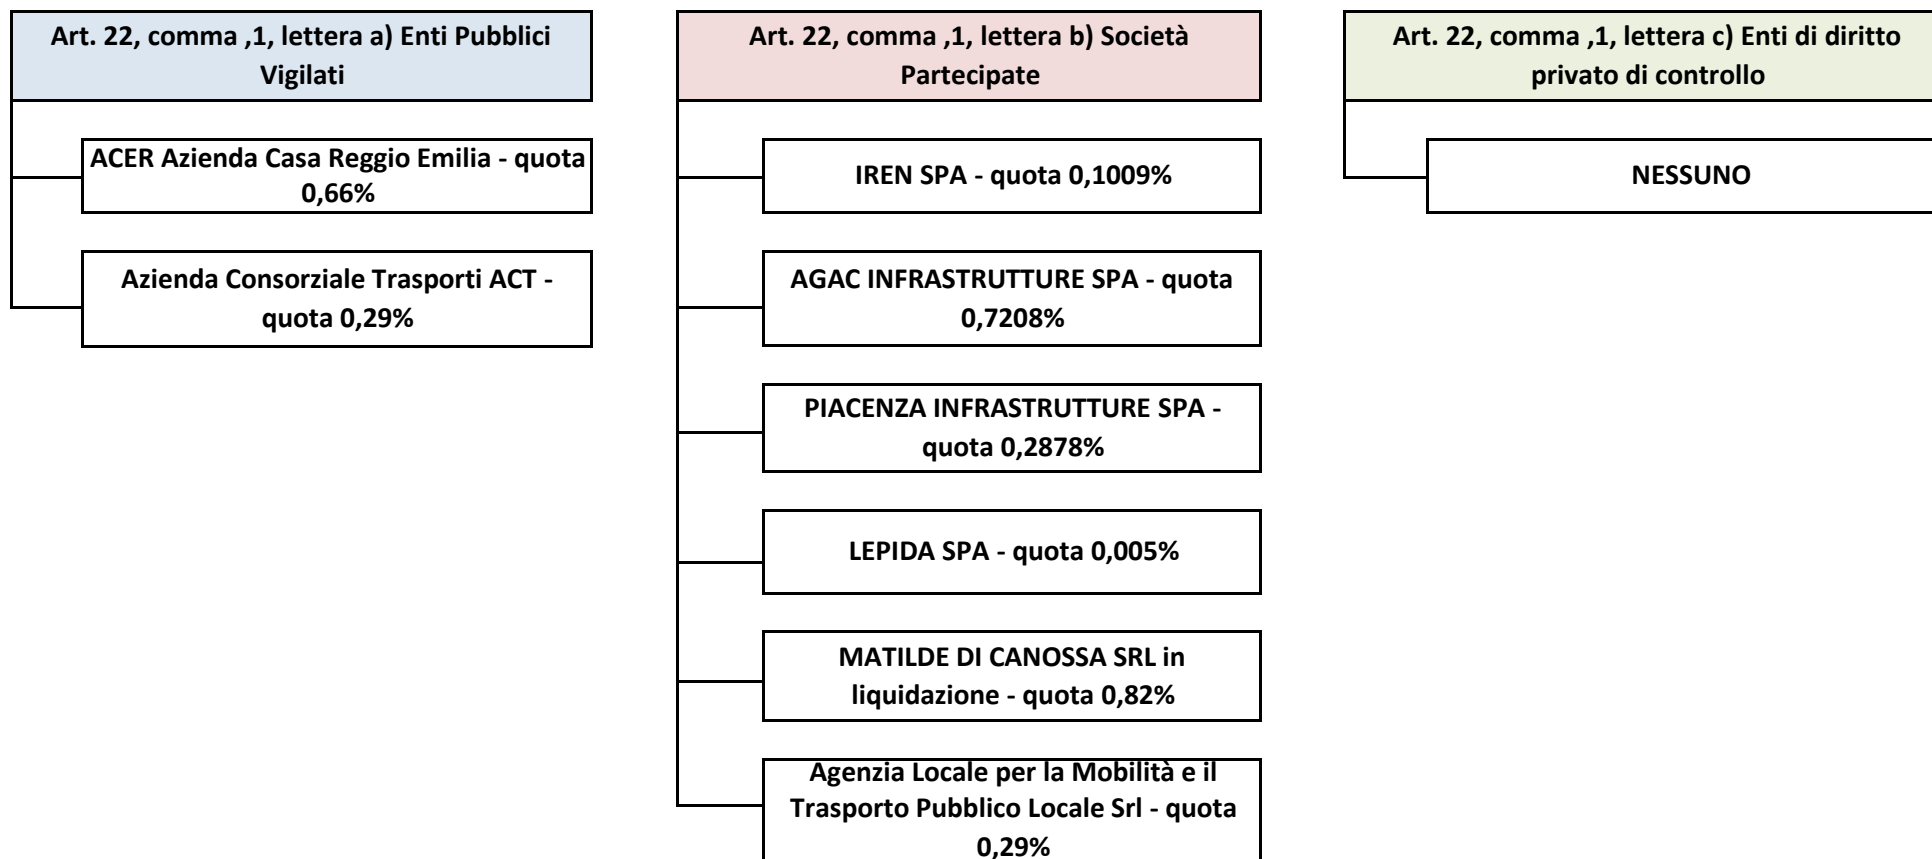 Art. 22, comma ,1, lettera a) Enti Pubblici
Vigilati
ACER Azienda Casa Reggio Emilia - quota
0,66%
Azienda Consorziale Trasporti ACT -
quota 0,29%
Art. 22, comma ,1, lettera b) Società
Partecipate
IREN SPA - quota 0,1009%
AGAC INFRASTRUTTURE SPA - quota
0,7208%
PIACENZA INFRASTRUTTURE SPA -
quota 0,2878%
LEPIDA SPA - quota 0,005%
MATILDE DI CANOSSA SRL in
liquidazione - quota 0,82%
Agenzia Locale per la Mobilità e il
Trasporto Pubblico Locale Srl - quota
0,29%
Art. 22, comma ,1, lettera c) Enti di diritto
privato di controllo
NESSUNO